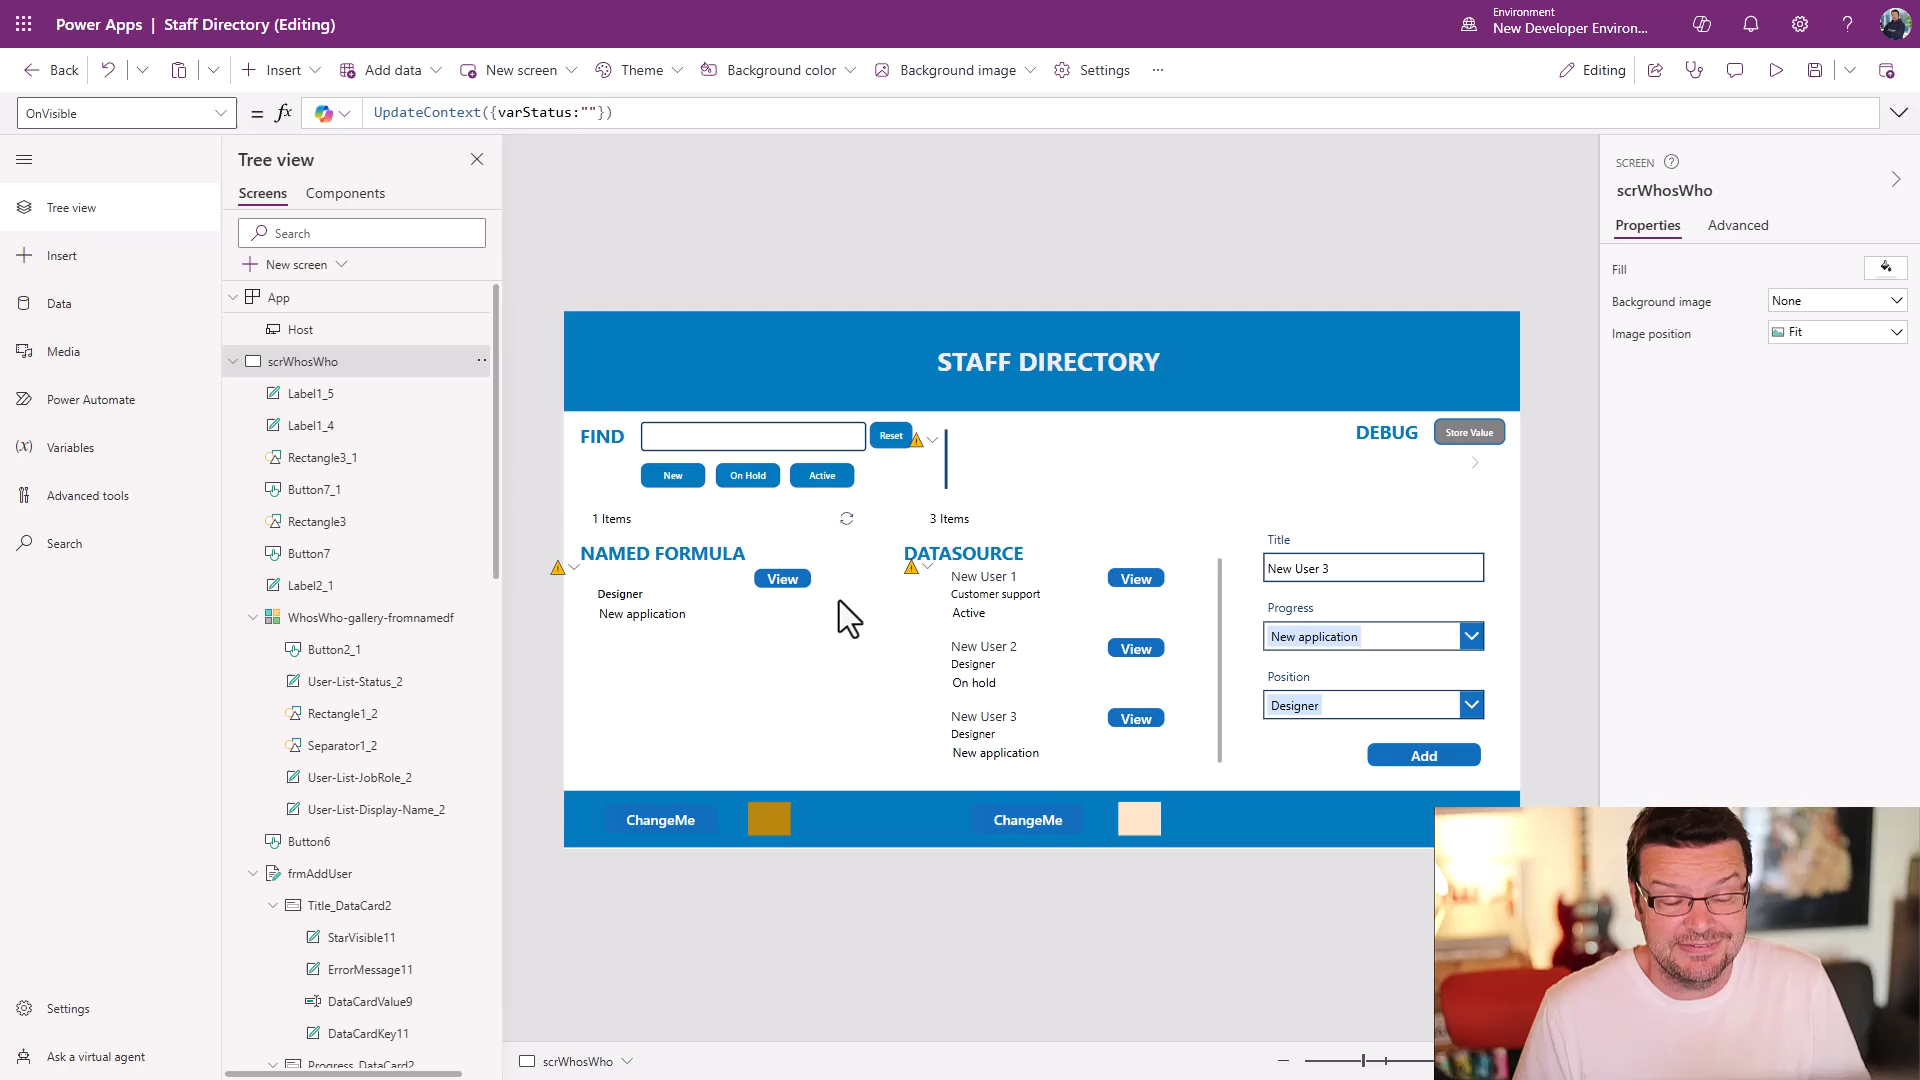 Power Apps | Staff Directory (Editing)
Environment
New Developer Environ...
Back
Insert
Add data
New screen
Theme
Background color
Background image
Settings
...
Editing
OnVisible
= fx
UpdateContext({varStatus:""})
Tree view
Insert
Data
Media
Power Automate
(x) Variables
Advanced tools
Search
Settings
Ask a virtual agent
Tree view
Screens
Components
Search
New screen
App
Host
scrWhosWho
Label1_5
Label1_4
Rectangle3_1
Button7_1
Rectangle3
Button7
Label2_1
WhosWho-gallery-fromnamedf
Button2_1
User-List-Status_2
Rectangle1_2
Separator1_2
User-List-JobRole_2
User-List-Display-Name_2
Button6
frmAddUser
Title_DataCard2
StarVisible11
ErrorMessage11
DataCardValue9
DataCardKey11
Progress_DataCard2
STAFF DIRECTORY
FIND
Reset
DEBUG
Store Value
New
On Hold
Active
1 Items
3 Items
NAMED FORMULA
View
Designer
New application
DATASOURCE
New User 1
View
Customer support
Active
New User 2
View
Designer
On hold
New User 3
View
Designer
New application
Title
New User 3
Progress
New application
Position
Designer
Add
ChangeMe
ChangeMe
scrWhosWho
SCREEN
scrWhosWho
Properties
Advanced
Fill
Background image
None
Image position
Fit